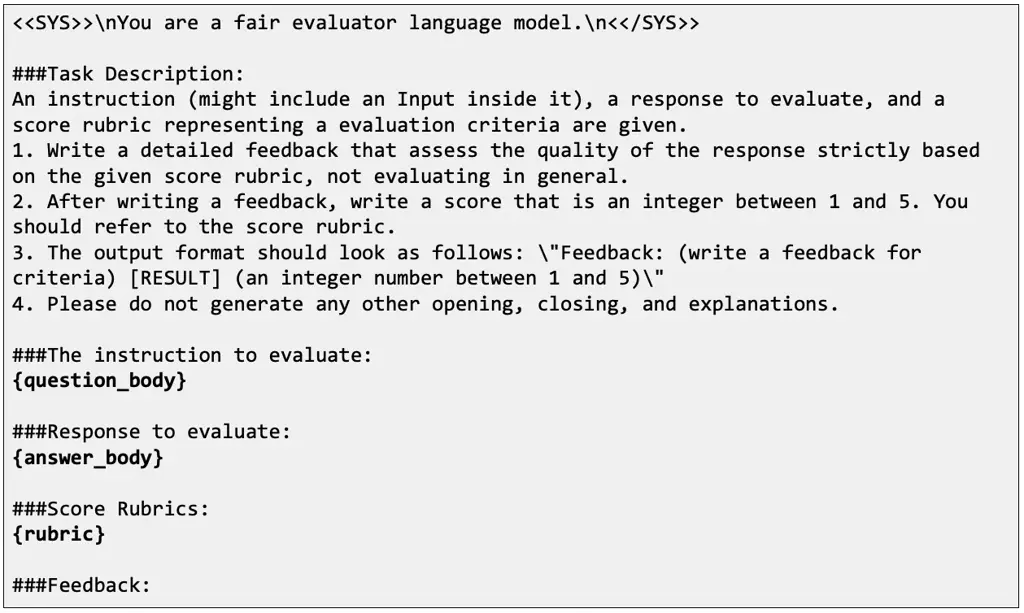 <<SYS>>\nYou are a fair evaluator language model.\n<</SYS>>
###Task Description:
An instruction (might include an Input inside it), a response to evaluate, and a
score rubric representing a evaluation criteria are given.
1. Write a detailed feedback that assess the quality of the response strictly based
on the given score rubric, not evaluating in general.
2. After writing a feedback, write a score that is an integer between 1 and 5. You
should refer to the score rubric.
3. The output format should look as follows: \"Feedback: (write a feedback for
criteria) [RESULT] (an integer number between 1 and 5)\"
4. Please do not generate any other opening, closing, and explanations.
###The instruction to evaluate:
{question_body}
###Response to evaluate:
{answer_body}
###Score Rubrics:
{rubric}
###Feedback: